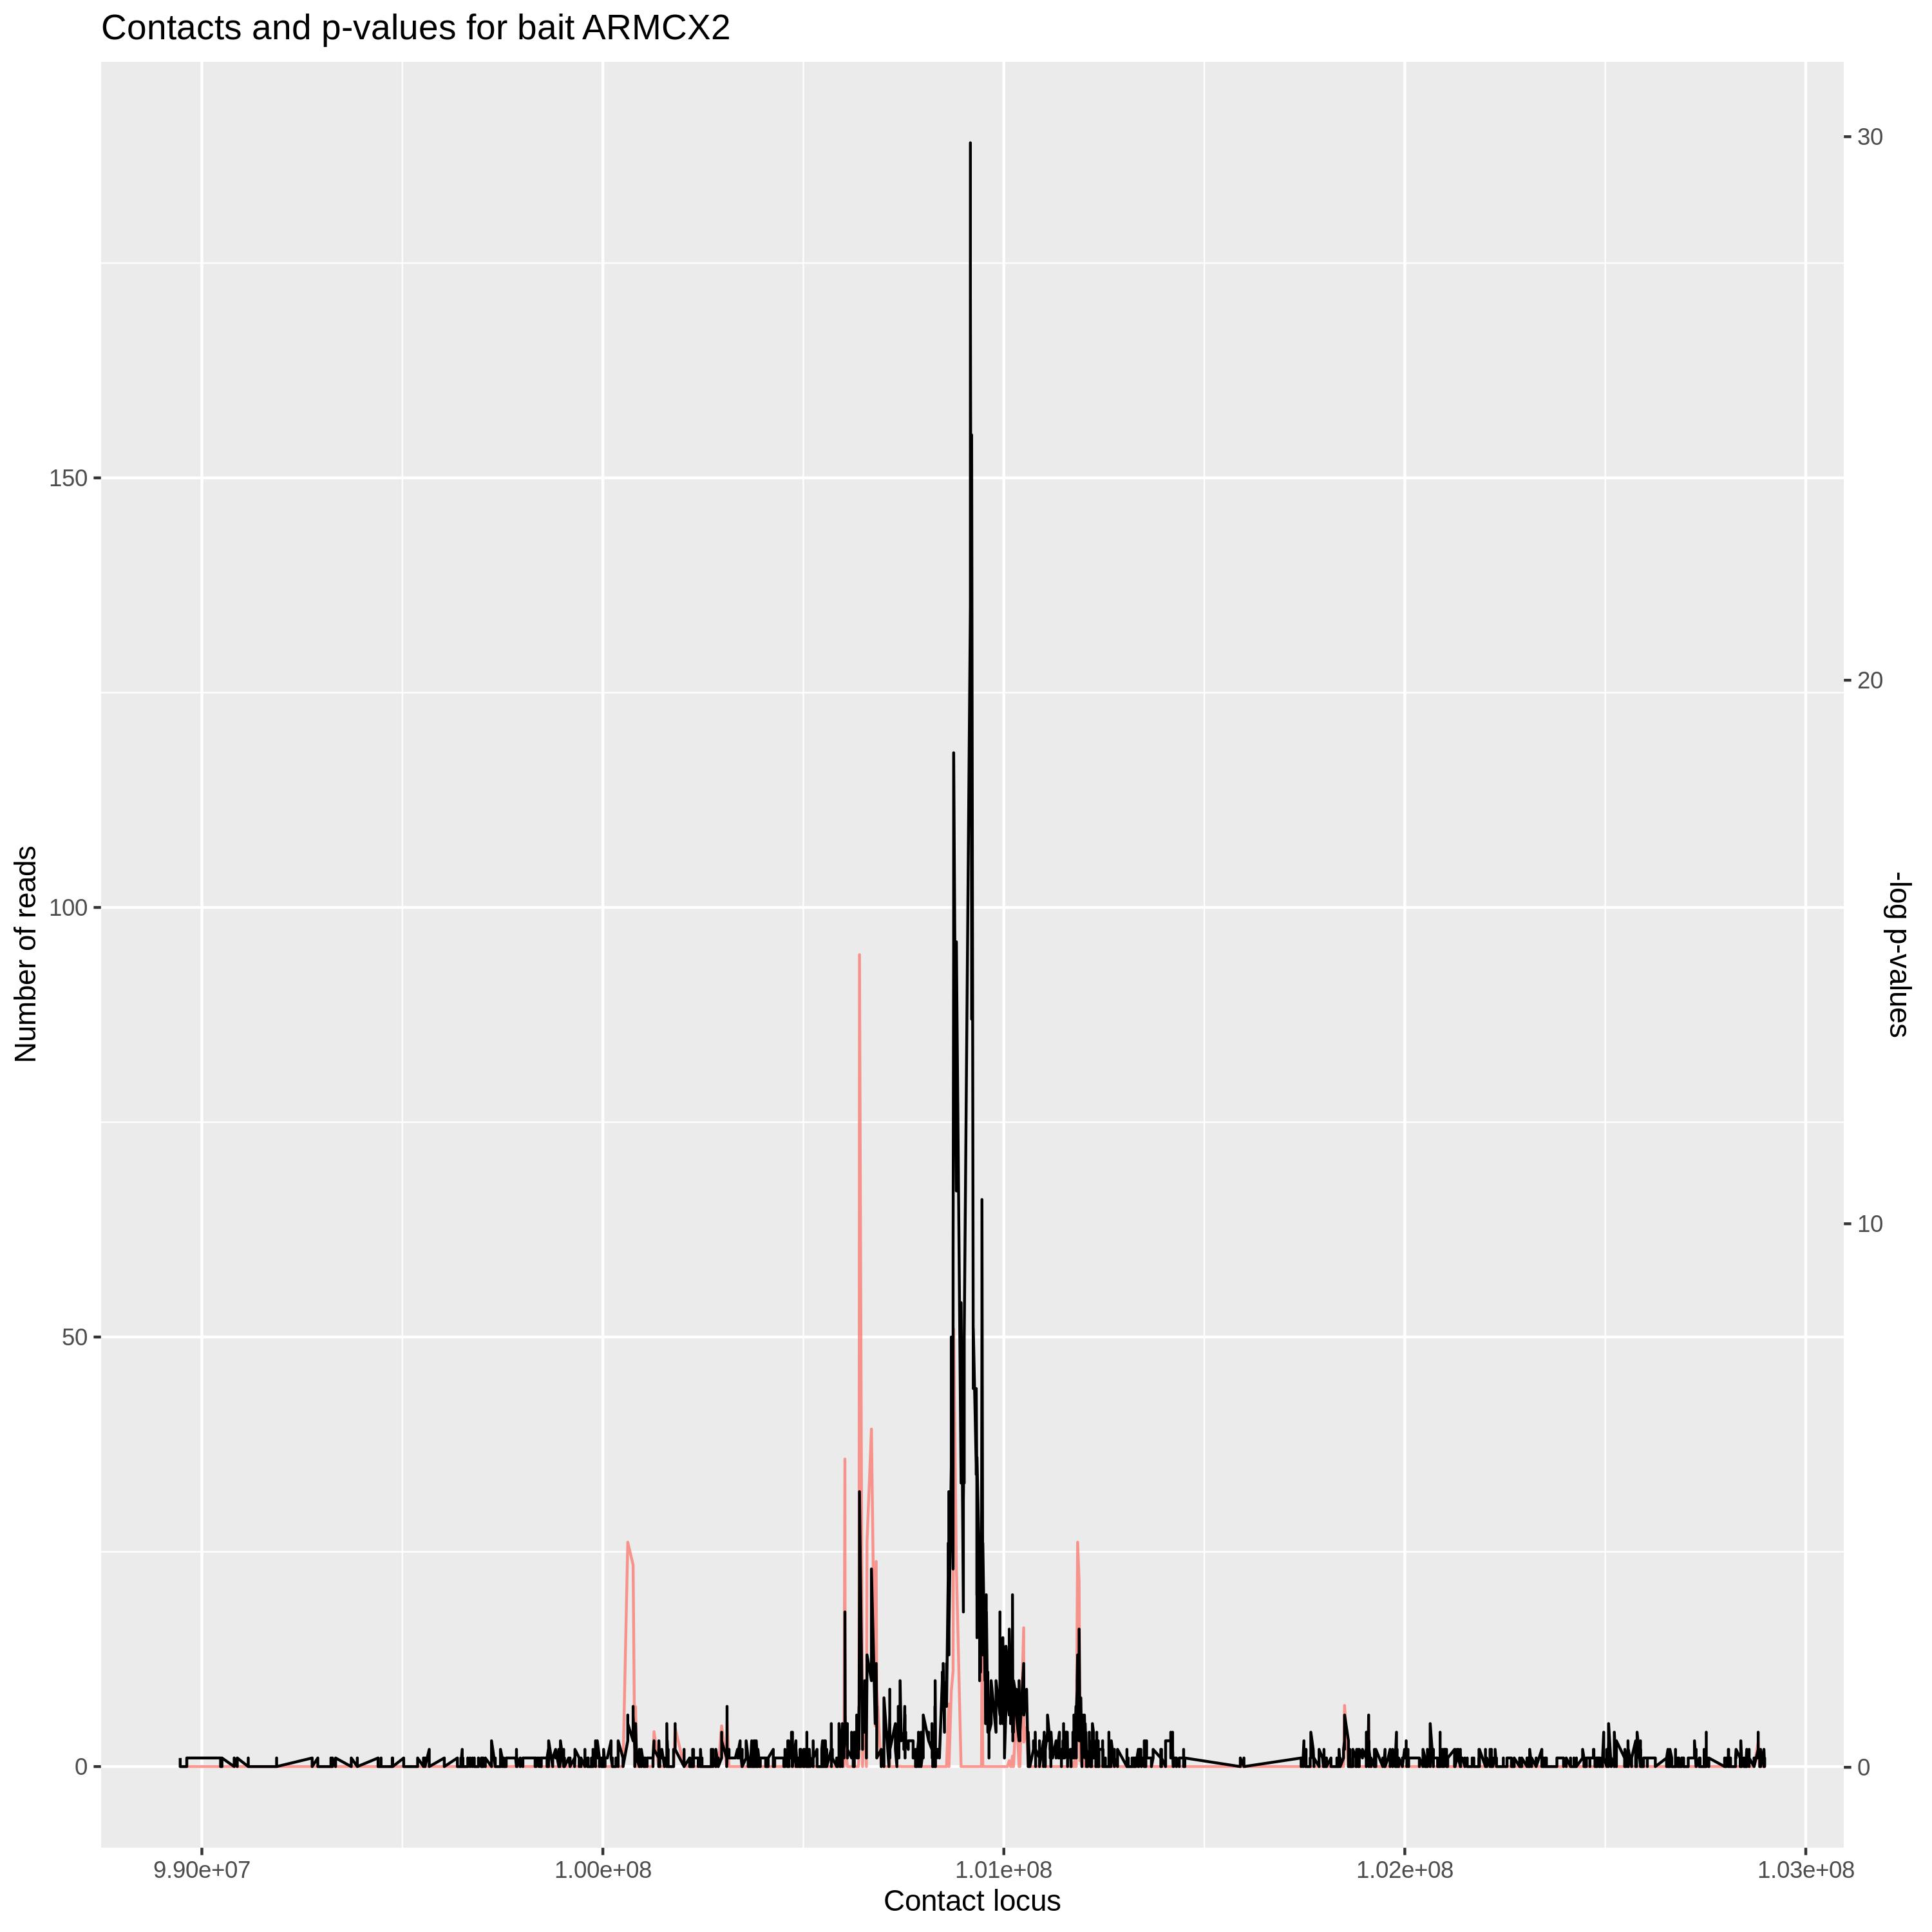 Contacts and p-values for bait ARMCX2
Number of reads
150
100
50
0
30
20
10
0
-log p-values
9.90e+07 1.00e+08 1.01e+08 1.02e+08 1.03e+08
Contact locus